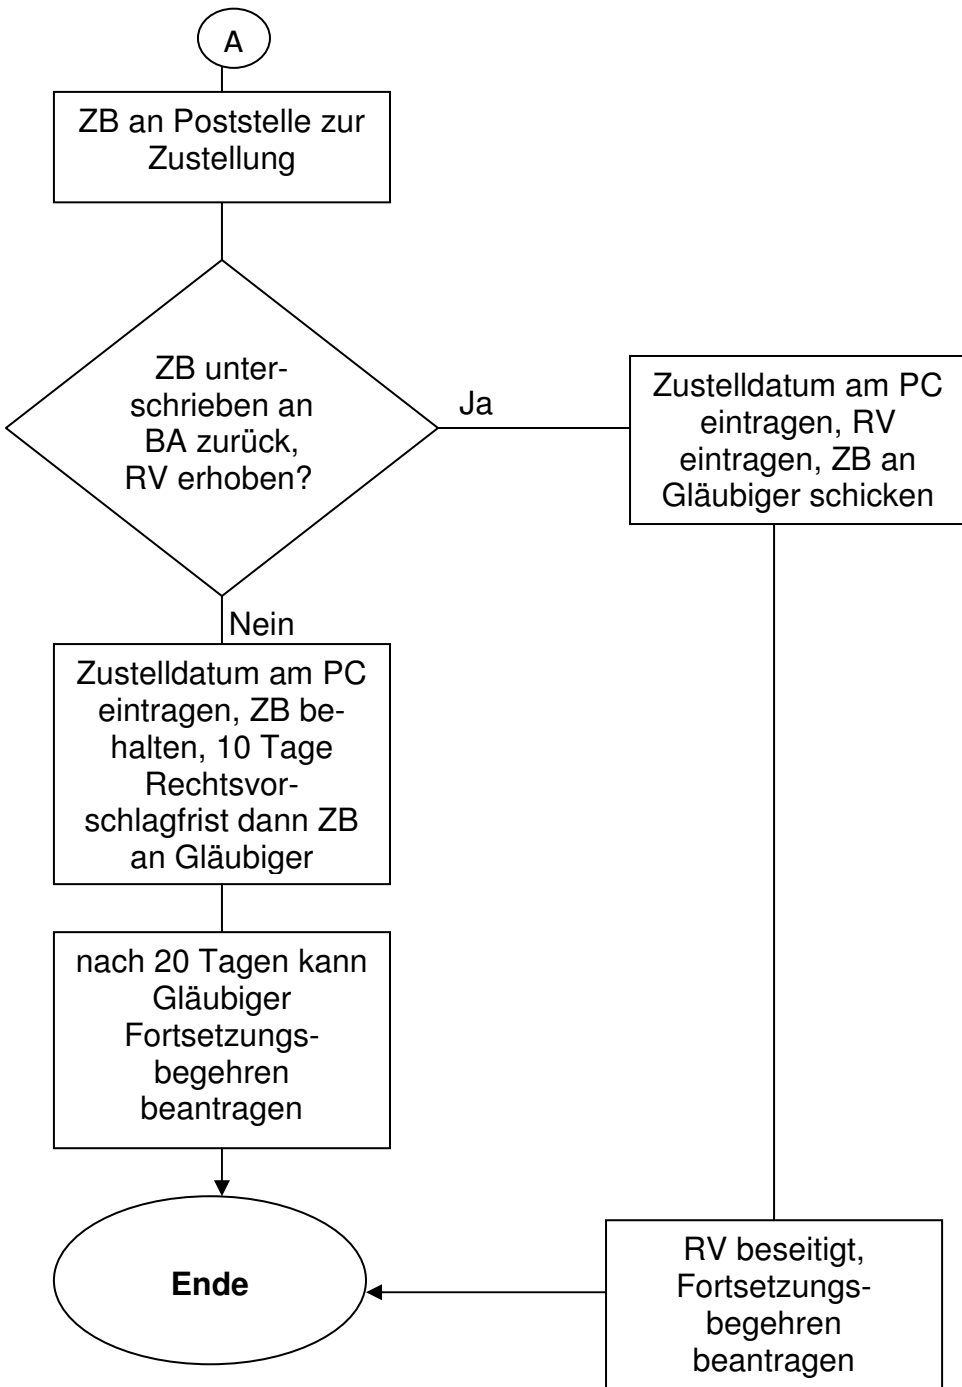 A
ZB an Poststelle zur
Zustellung
ZB unter-
schrieben an
BA zurück,
RV erhoben?
Ja
Zustelldatum am PC
eintragen, RV
eintragen, ZB an
Gläubiger schicken
Nein
Zustelldatum am PC
eintragen, ZB be-
halten, 10 Tage
Rechtsvor-
schlagfrist dann ZB
an Gläubiger
nach 20 Tagen kann
Gläubiger
Fortsetzungs-
begehren
beantragen
Ende
RV beseitigt,
Fortsetzungs-
begehren
beantragen